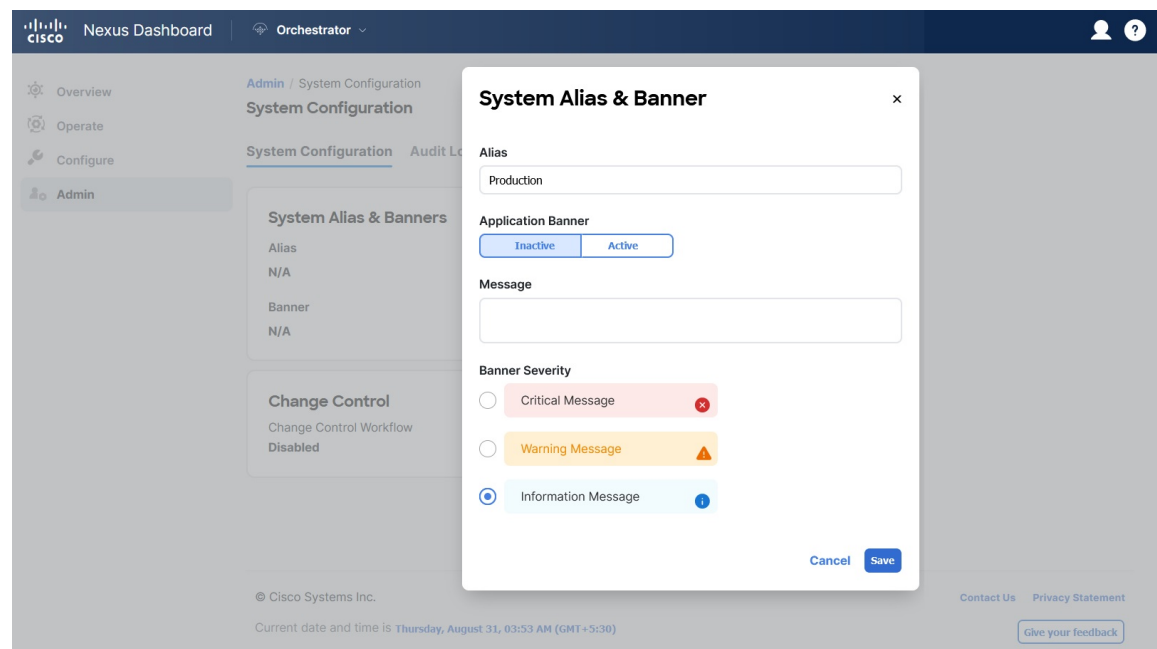 CISCO Nexus Dashboard Orchestrator ?
Overview
Operate
Configure
Admin
Admin / System Configuration
System Configuration
System Configuration Audit Lo
System Alias & Banners
Alias
N/A
Banner
N/A
Change Control
Change Control Workflow
Disabled
System Alias & Banner
Alias
Production
Application Banner
Inactive Active
Message
Banner Severity
Critical Message
Warning Message
Information Message
Cancel Save
© Cisco Systems Inc.
Contact Us Privacy Statement
Current date and time is Thursday, August 31, 03:53 AM (GMT+5:30)
Give your feedback